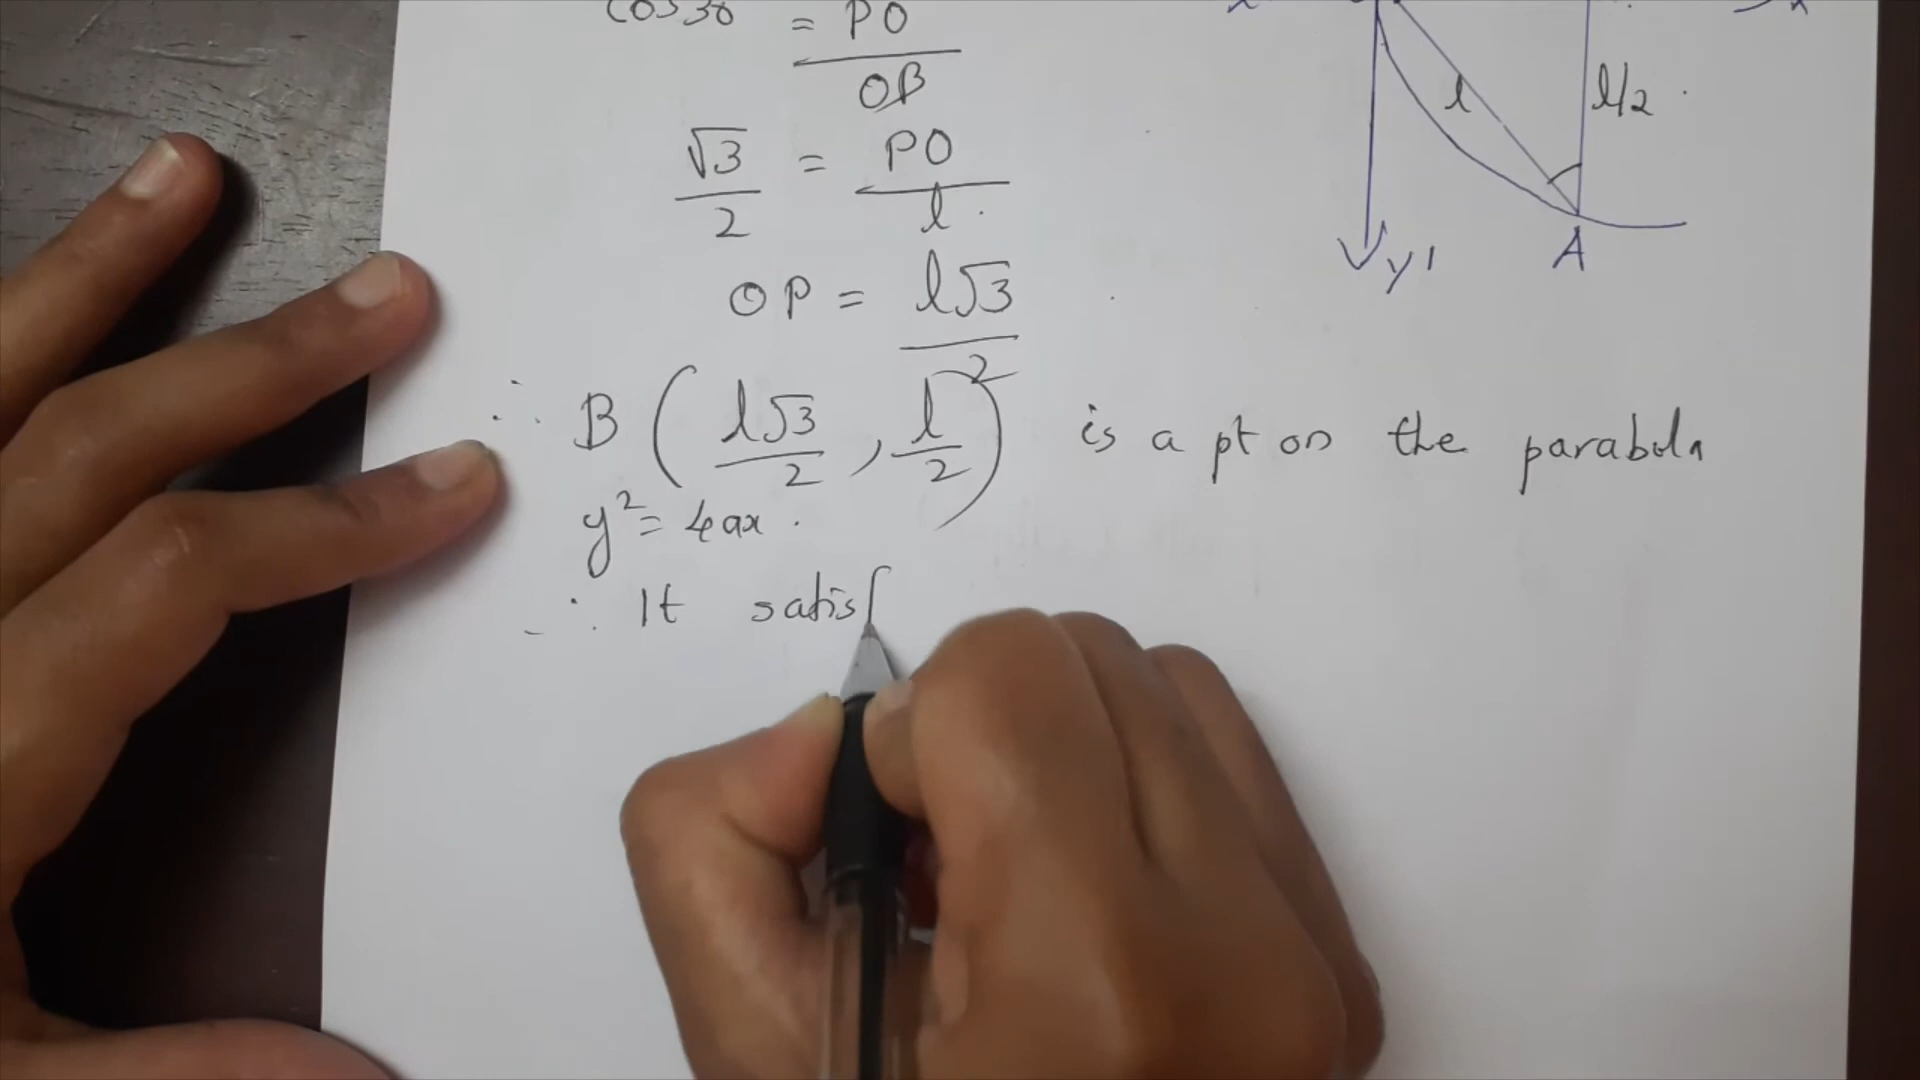 cos30 = PO
OB
√3 = PO
2 l
OP = l√3
2
∴ B ( l√3 , l )
2 2
is a pt on the parabola
y² = 4ax.
∴ It satisf
l
l/2
y'
A